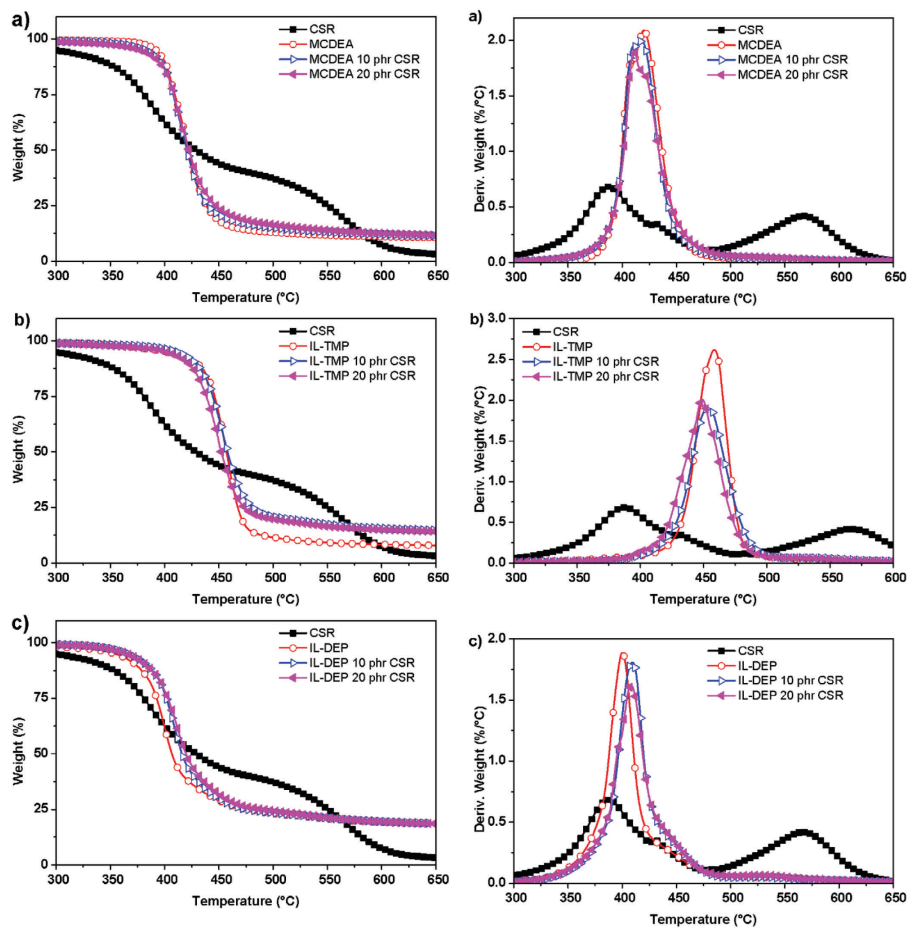 a)
CSR
MCDEA
MCDEA 10 phr CSR
MCDEA 20 phr CSR
100
75
50
25
0
Weight (%)
300 350 400 450 500 550 600 650
Temperature (°C)
a)
CSR
MCDEA
MCDEA 10 phr CSR
MCDEA 20 phr CSR
2.0
1.5
1.0
0.5
0.0
Deriv. Weight (%/°C)
300 350 400 450 500 550 600 650
Temperature (°C)
b)
CSR
IL-TMP
IL-TMP 10 phr CSR
IL-TMP 20 phr CSR
100
75
50
25
0
Weight (%)
300 350 400 450 500 550 600 650
Temperature (°C)
b)
CSR
IL-TMP
IL-TMP 10 phr CSR
IL-TMP 20 phr CSR
3.0
2.5
2.0
1.5
1.0
0.5
0.0
Deriv. Weight (%/°C)
300 350 400 450 500 550 600
Temperature (°C)
c)
CSR
IL-DEP
IL-DEP 10 phr CSR
IL-DEP 20 phr CSR
100
75
50
25
0
Weight (%)
300 350 400 450 500 550 600 650
Temperature (°C)
c)
CSR
IL-DEP
IL-DEP 10 phr CSR
IL-DEP 20 phr CSR
2.0
1.5
1.0
0.5
0.0
Deriv. Weight (%/°C)
300 350 400 450 500 550 600 650
Temperature (°C)